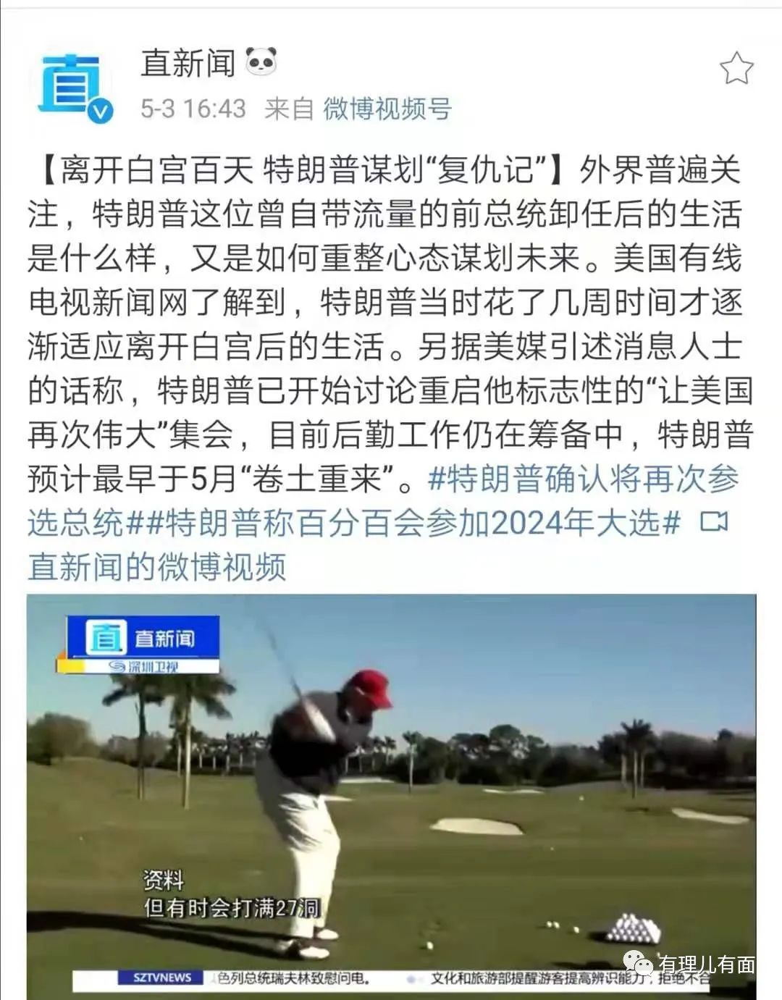 直新闻
5-3 16:43 来自 微博视频号
【离开白宫百天 特朗普谋划“复仇记”】外界普遍关
注，特朗普这位曾自带流量的前总统卸任后的生活
是什么样，又是如何重整心态谋划未来。美国有线
电视新闻网了解到，特朗普当时花了几周时间才逐
渐适应离开白宫后的生活。另据美媒引述消息人士
的话称，特朗普已开始讨论重启他标志性的“让美国
再次伟大”集会，目前后勤工作仍在筹备中，特朗普
预计最早于5月“卷土重来”。#特朗普确认将再次参
选总统##特朗普称百分百会参加2024年大选#
直新闻的微博视频
直 直新闻
深圳卫视
资料
但有时会打满27洞
有理儿有面
SZTVNEWS 色列总统瑞夫林致慰问电。 文化和旅游部提醒游客提高辨识能力，拒绝不合